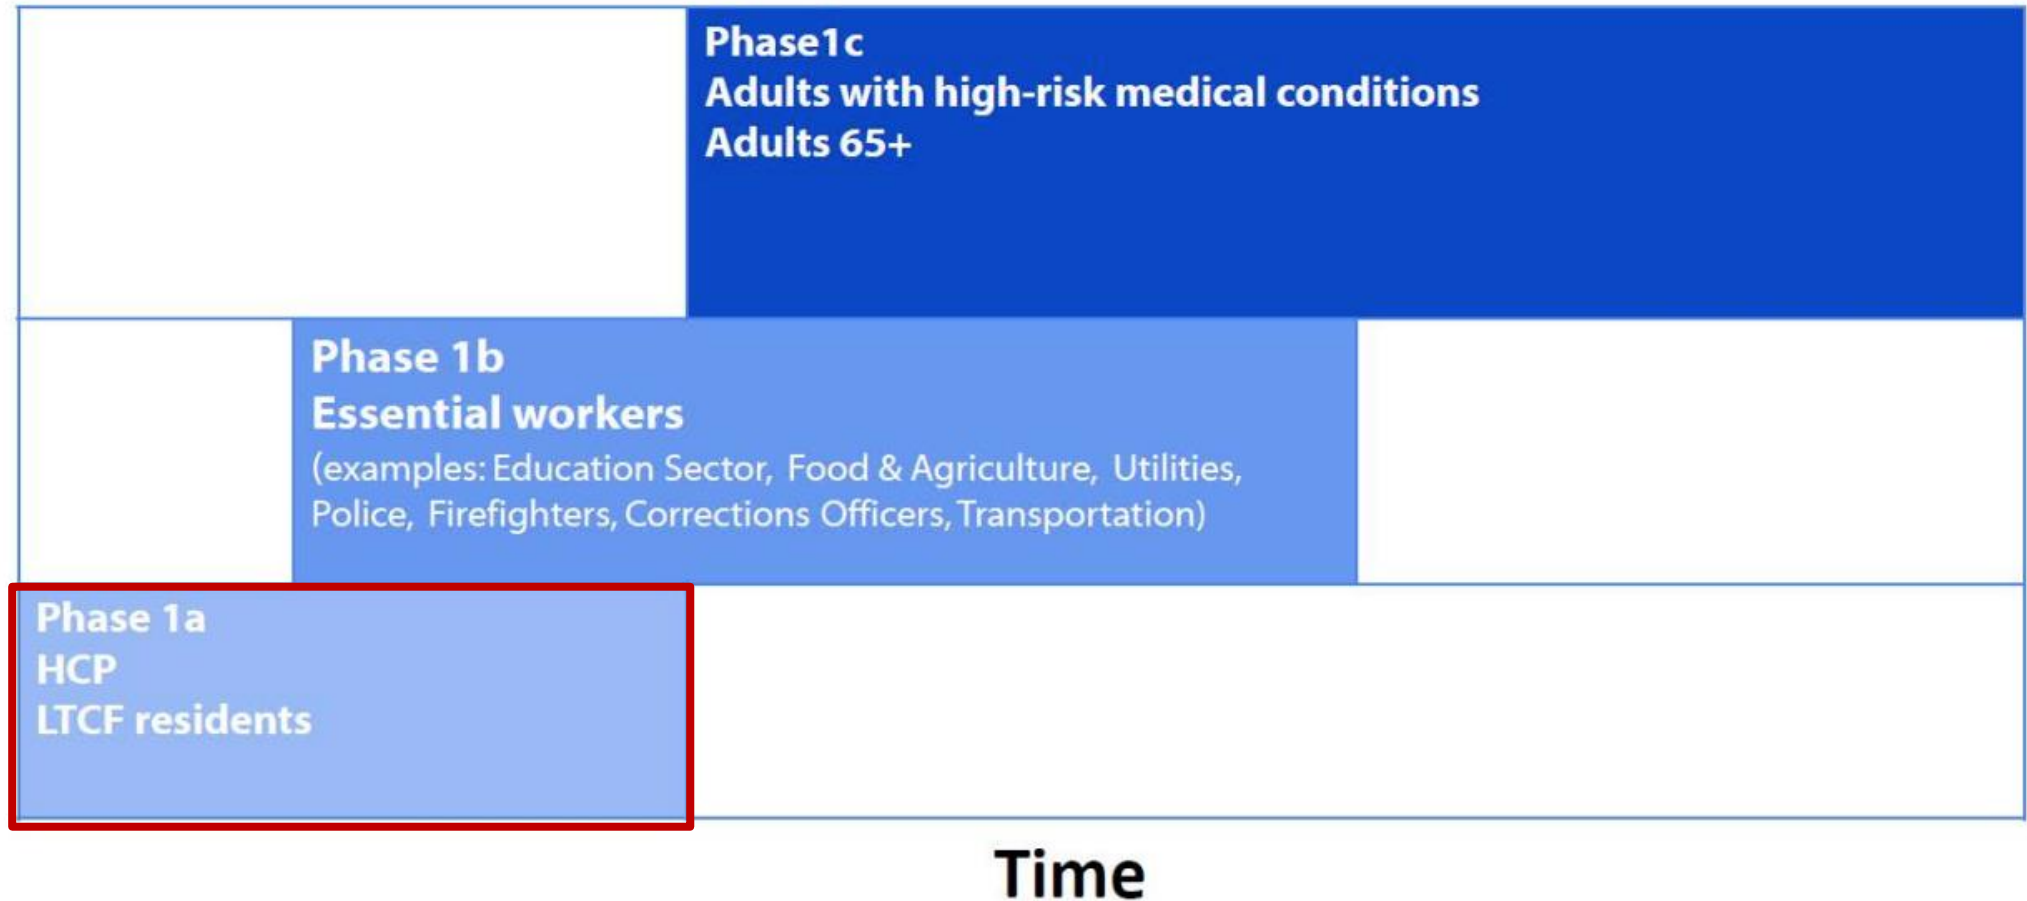 Phase1c
Adults with high-risk medical conditions
Adults 65+
Phase 1b
Essential workers
(examples: Education Sector, Food & Agriculture, Utilities,
Police, Firefighters, Corrections Officers, Transportation)
Phase 1a
HCP
LTCF residents
Time